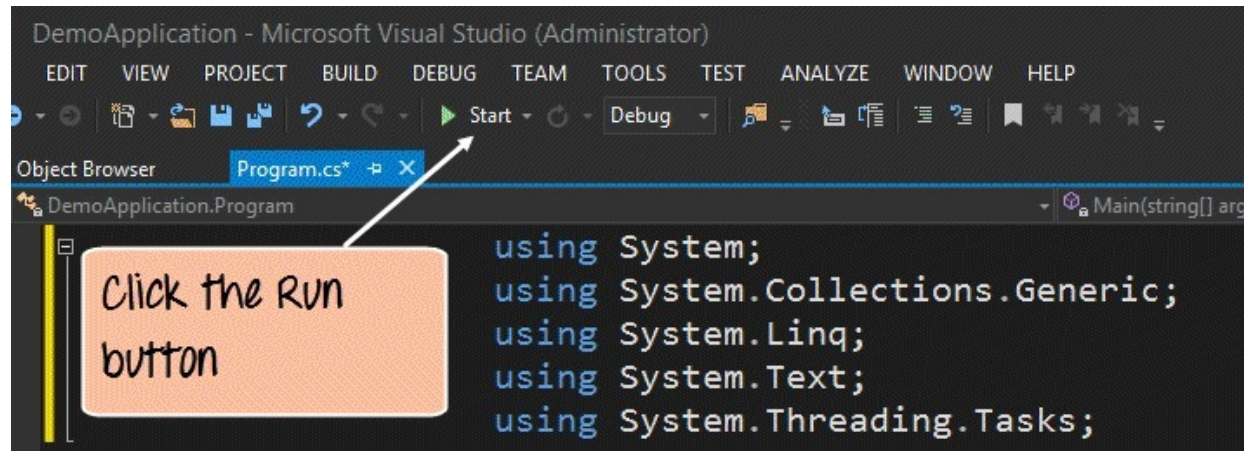 DemoApplication - Microsoft Visual Studio (Administrator)
EDIT VIEW PROJECT BUILD DEBUG TEAM TOOLS TEST ANALYZE WINDOW HELP
Start Debug
Object Browser Program.cs*
DemoApplication.Program Main(string[] arg
Click the Run
button
using System;
using System.Collections.Generic;
using System.Linq;
using System.Text;
using System.Threading.Tasks;